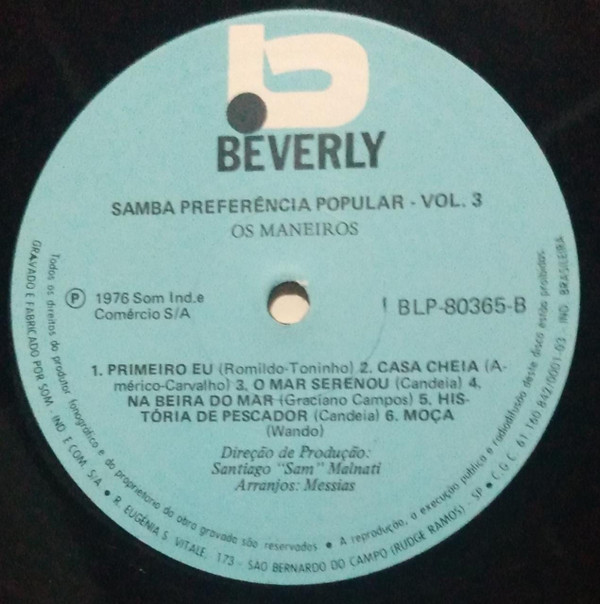 b
BEVERLY
SAMBA PREFERÊNCIA POPULAR - VOL. 3
OS MANEIROS
℗ 1976 Som Ind.e
Comércio S/A
BLP-80365-B
1. PRIMEIRO EU (Romildo-Toninho) 2. CASA CHEIA (A-
mérico-Carvalho) 3. O MAR SERENOU (Candeia) 4.
NA BEIRA DO MAR (Graciano Campos) 5. HIS-
TÓRIA DE PESCADOR (Candeia) 6. MOÇA
(Wando)
Direção de Produção:
Santiago "Sam" Malnati
Arranjos: Messias
Todos os direitos do produtor fonográfico e do proprietário da obra gravada são reservados. ● A reprodução, a execução pública e radiodifusão deste disco estão proibidas.
GRAVADO E FABRICADO POR SOM - IND. E COM. S/A ● R. EUGÊNIA S. VITALE, 173 - SÃO BERNARDO DO CAMPO (RUDGE RAMOS) - SP ● C.G.C 61 160 842/0001-03 IND. BRASILEIRA